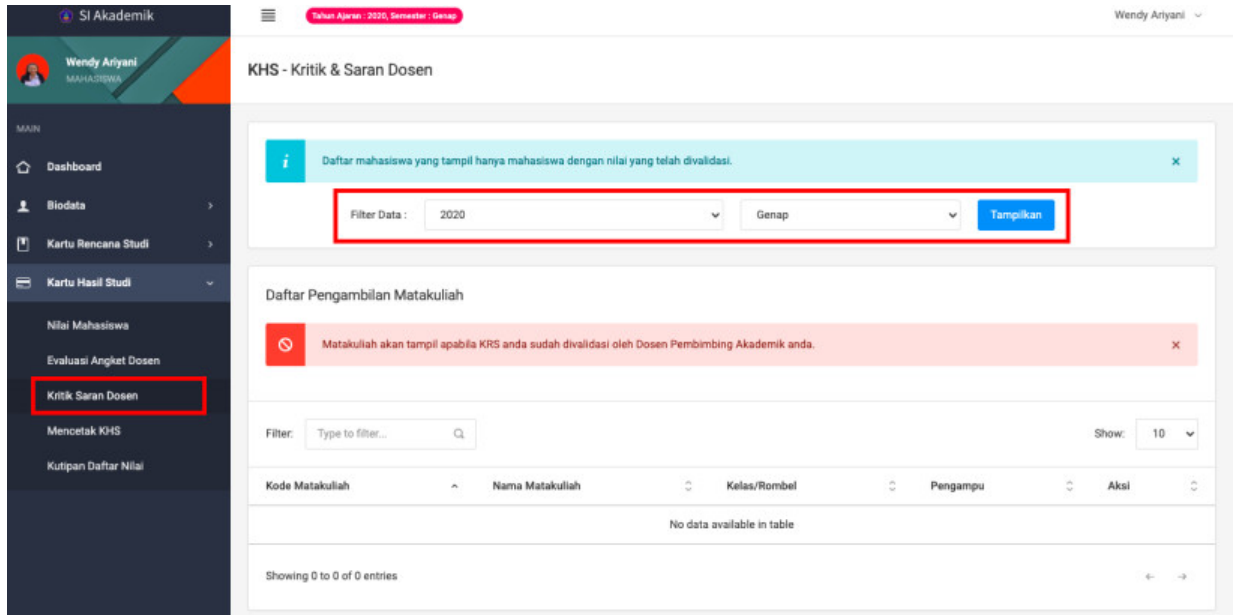 SI Akademik
Tahun Ajaran : 2020, Semester : Genap
Wendy Ariyani
Wendy Ariyani
MAHASISWA
KHS - Kritik & Saran Dosen
MAIN
Dashboard
Biodata
Kartu Rencana Studi
Kartu Hasil Studi
Nilai Mahasiswa
Evaluasi Angket Dosen
Kritik Saran Dosen
Mencetak KHS
Kutipan Daftar Nilai
i Daftar mahasiswa yang tampil hanya mahasiswa dengan nilai yang telah divalidasi. ×
Filter Data : 2020 Genap Tampilkan
Daftar Pengambilan Matakuliah
Matakuliah akan tampil apabila KRS anda sudah divalidasi oleh Dosen Pembimbing Akademik anda. ×
Filter: Type to filter... Show: 10
Kode Matakuliah Nama Matakuliah Kelas/Rombel Pengampu Aksi
No data available in table
Showing 0 to 0 of 0 entries ← →